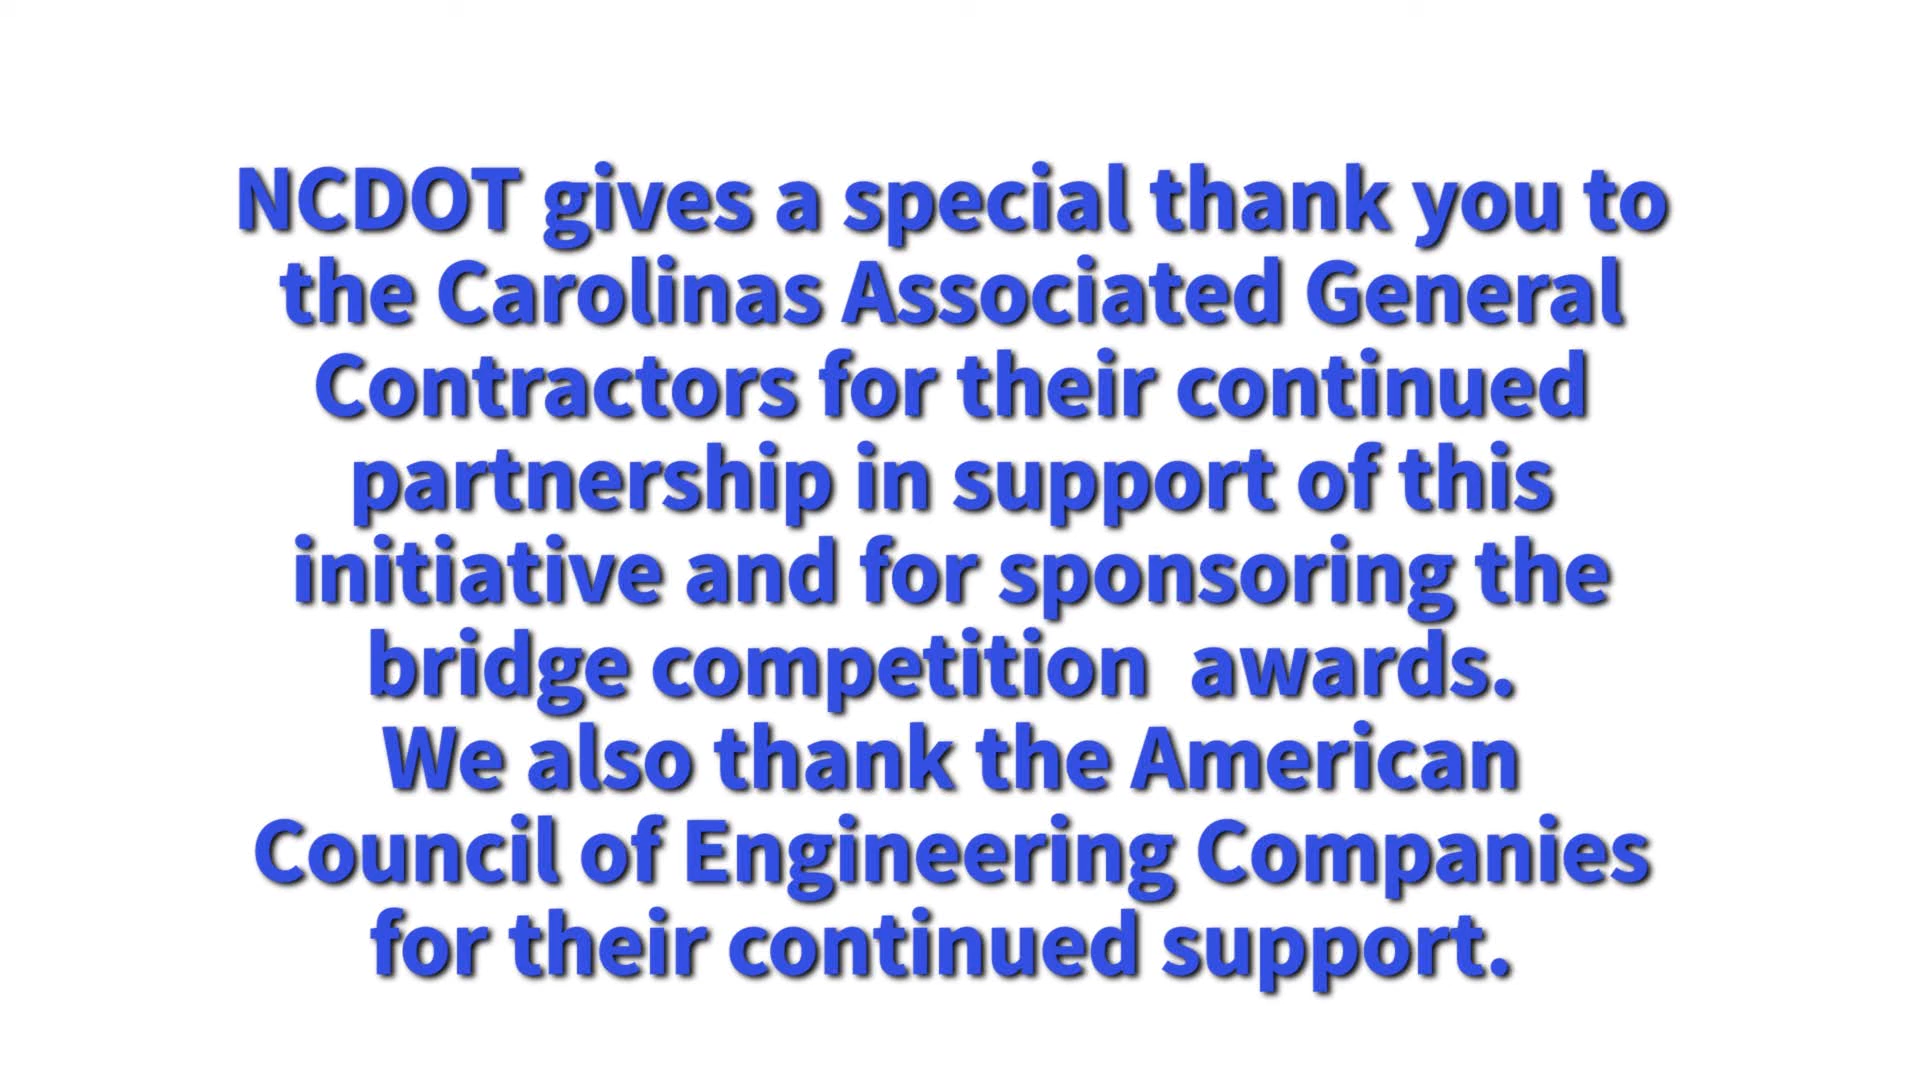 NCDOT gives a special thank you to
the Carolinas Associated General
Contractors for their continued
partnership in support of this
initiative and for sponsoring the
bridge competition  awards.
We also thank the American
Council of Engineering Companies
for their continued support.